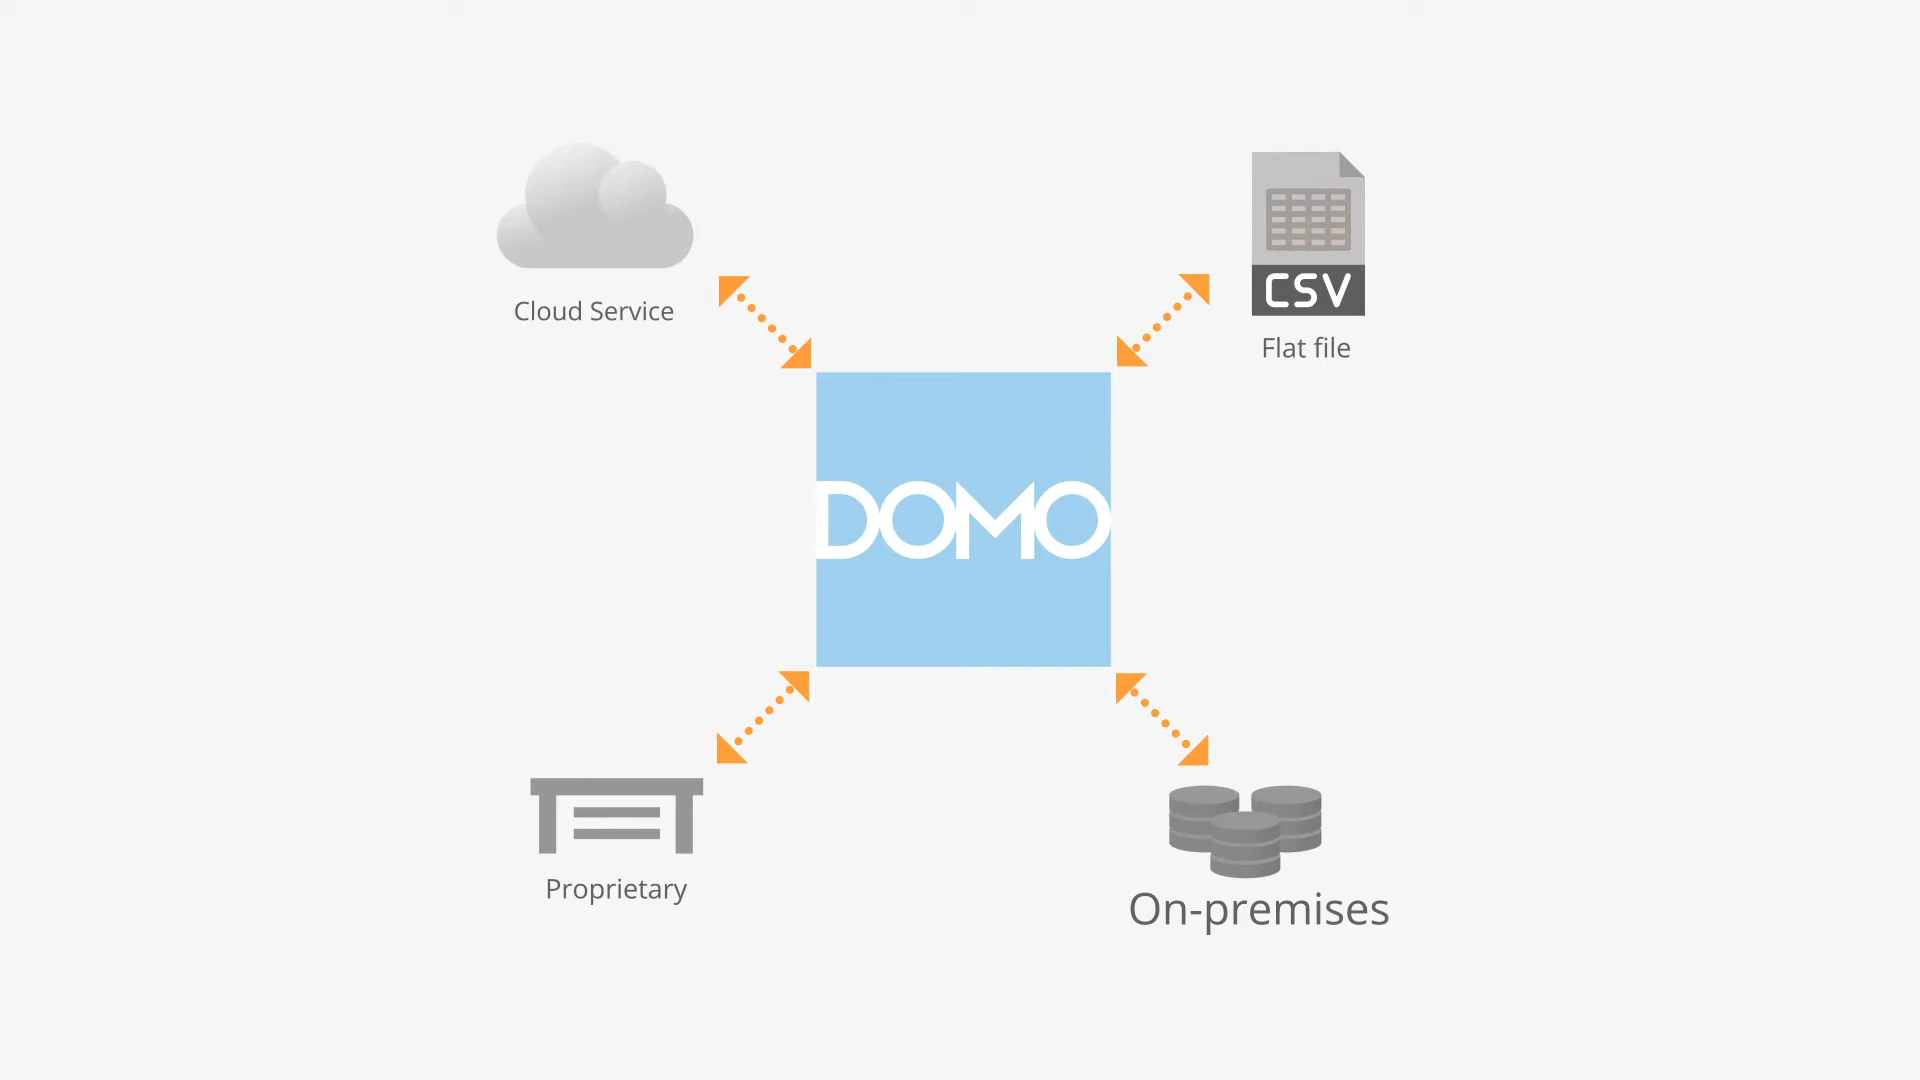 CSV
Cloud Service
Flat file
DOMO
Proprietary
On-premises